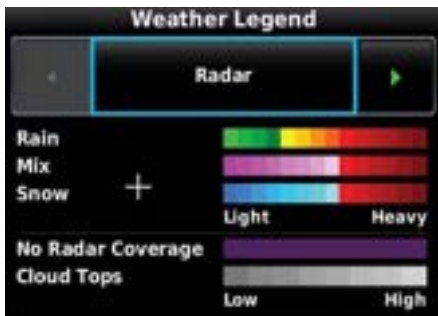 Weather Legend
Radar
Rain
Mix
Snow
Light Heavy
No Radar Coverage
Cloud Tops
Low High